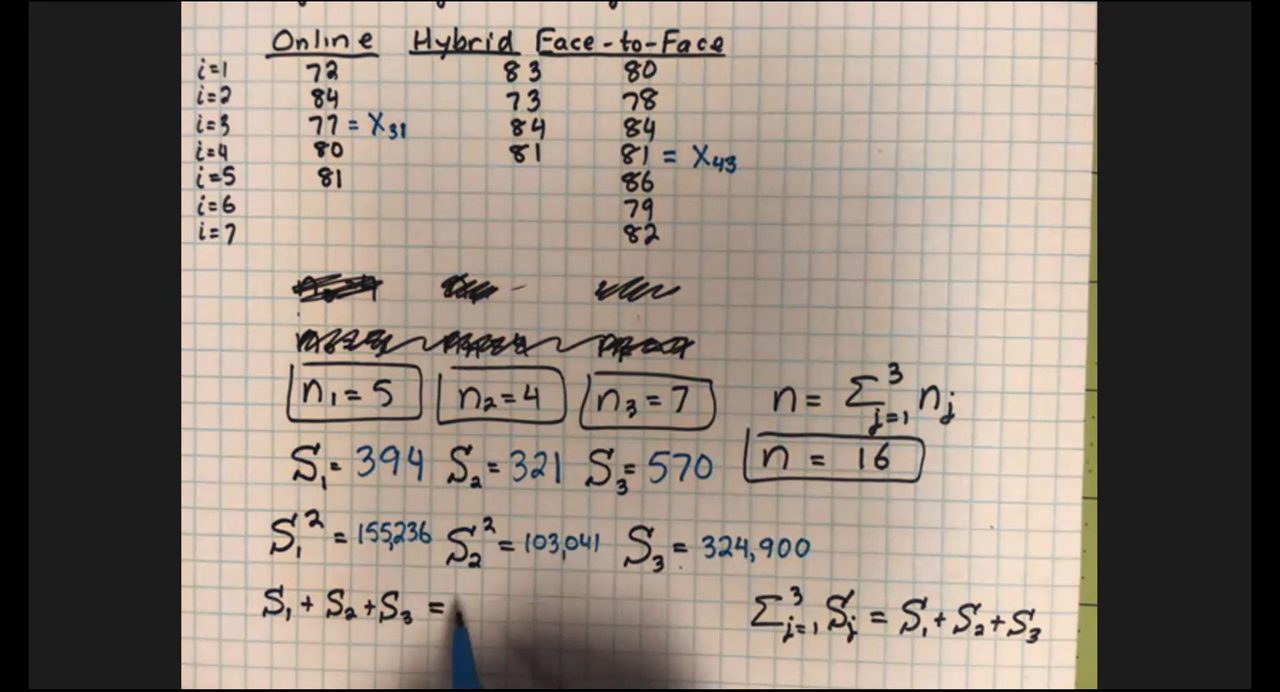 Online Hybrid Face-to-Face
i=1 72 83 80
i=2 84 73 78
i=3 77 = X₃₁ 84 84
i=4 80 81 81 = X₄₃
i=5 81 86
i=6 79
i=7 82
n₁ = 5 n₂ = 4 n₃ = 7 n = Σ³ⱼ₌₁ nⱼ
S₁ = 394 S₂ = 321 S₃ = 570 n = 16
S₁² = 155,236 S₂² = 103,041 S₃ = 324,900
S₁ + S₂ + S₃ = Σ³ⱼ₌₁ Sⱼ = S₁ + S₂ + S₃